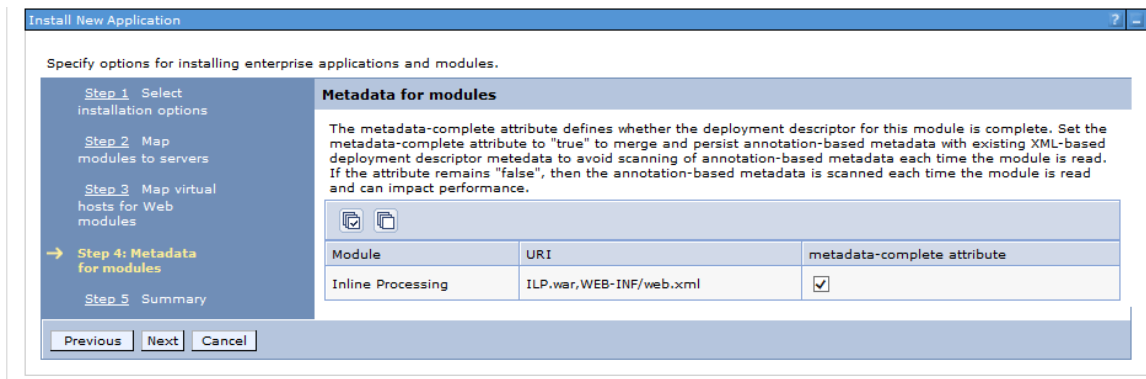 Install New Application
? -
Specify options for installing enterprise applications and modules.
Step 1 Select
installation options
Step 2 Map
modules to servers
Step 3 Map virtual
hosts for Web
modules
Step 4: Metadata
for modules
Step 5 Summary
Metadata for modules
The metadata-complete attribute defines whether the deployment descriptor for this module is complete. Set the
metadata-complete attribute to "true" to merge and persist annotation-based metadata with existing XML-based
deployment descriptor metedata to avoid scanning of annotation-based metadata each time the module is read.
If the attribute remains "false", then the annotation-based metadata is scanned each time the module is read
and can impact performance.
Module URI metadata-complete attribute
Inline Processing ILP.war,WEB-INF/web.xml
Previous Next Cancel